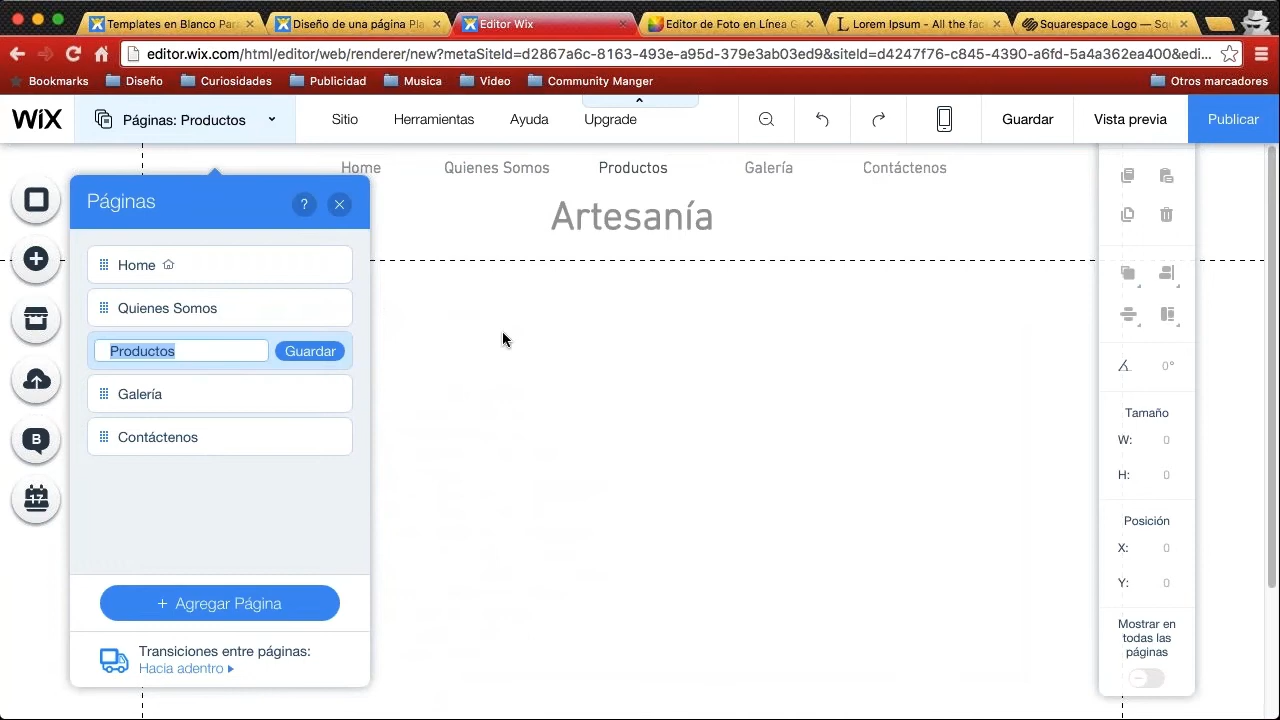 Templates en Blanco Par
Diseño de una página Pla
Editor Wix
Editor de Foto en Línea G
Lorem Ipsum - All the fac
Squarespace Logo — Sq
editor.wix.com/html/editor/web/renderer/new?metaSiteId=d2867a6c-8163-493e-a95d-3793ab03ed9&siteId=d4247f76-c845-4390-a6fd-5a4a362ea400&edi...
Bookmarks
Diseño
Curiosidades
Publicidad
Musica
Video
Community Manger
Otros marcadores
WiX
Páginas: Productos
Sitio
Herramientas
Ayuda
Upgrade
Guardar
Vista previa
Publicar
Home
Quienes Somos
Productos
Galería
Contáctenos
Artesanía
Páginas
?
Home
Quienes Somos
Productos
Guardar
Galería
Contáctenos
B
17
+ Agregar Página
Transiciones entre páginas:
Hacia adentro
0°
Tamaño
W: 0
H: 0
Posición
X: 0
Y: 0
Mostrar en
todas las
páginas